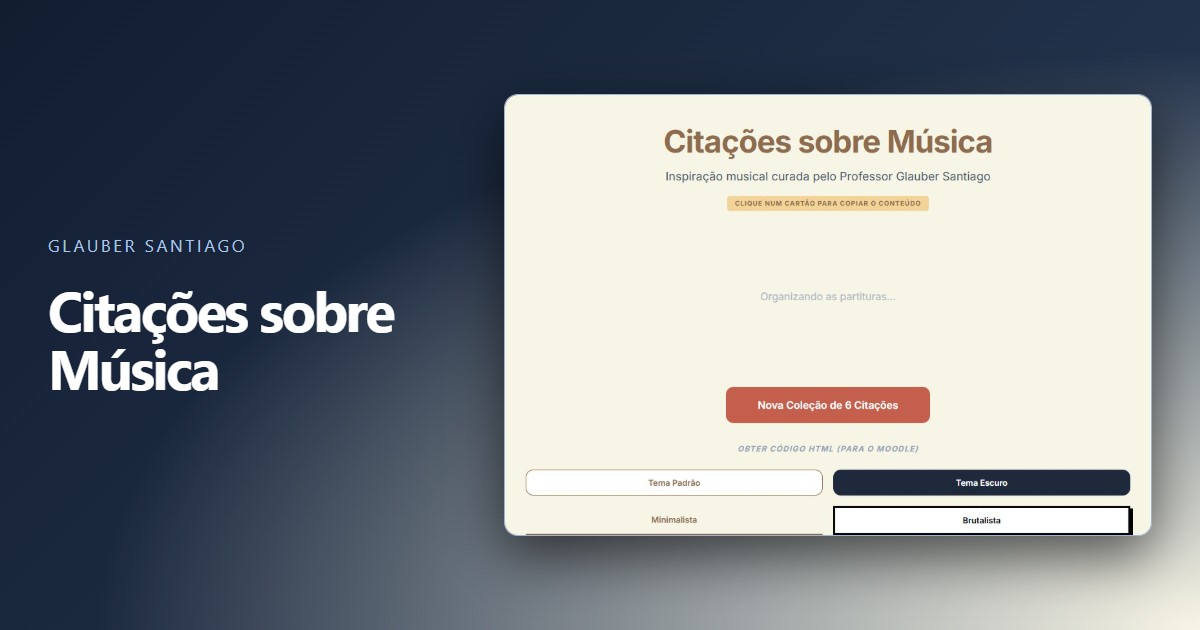 GLAUBER SANTIAGO
Citações sobre
Música
Citações sobre Música
Inspiração musical curada pelo Professor Glauber Santiago
CLIQUE NUM CARTÃO PARA COPIAR O CONTEÚDO
Organizando as partituras...
Nova Coleção de 6 Citações
OBTER CÓDIGO HTML (PARA O MOODLE)
Tema Padrão
Tema Escuro
Minimalista
Brutalista